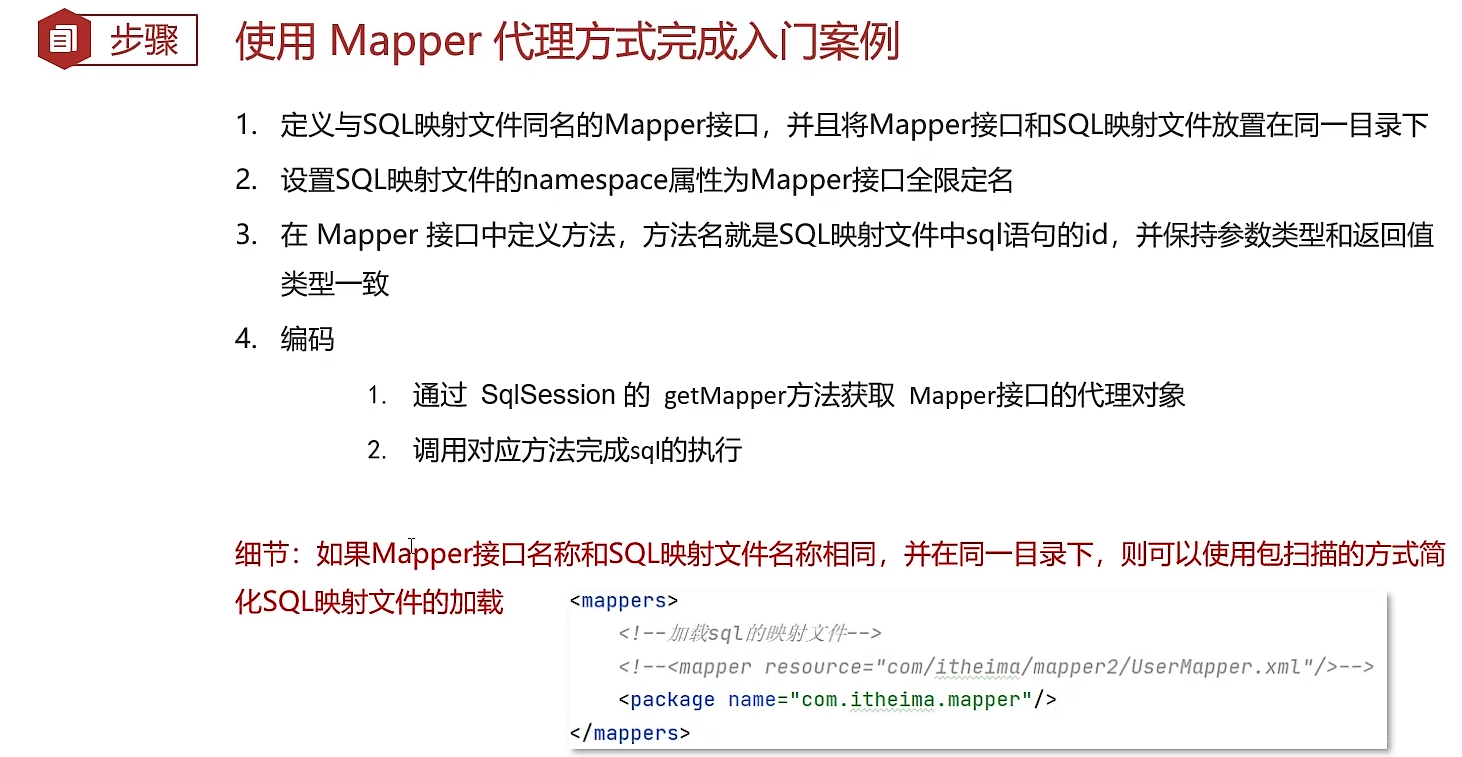 步骤
使用 Mapper 代理方式完成入门案例
1. 定义与SQL映射文件同名的Mapper接口，并且将Mapper接口和SQL映射文件放置在同一目录下
2. 设置SQL映射文件的namespace属性为Mapper接口全限定名
3. 在 Mapper 接口中定义方法，方法名就是SQL映射文件中sql语句的id，并保持参数类型和返回值
类型一致
4. 编码
1. 通过 SqlSession 的 getMapper方法获取 Mapper接口的代理对象
2. 调用对应方法完成sql的执行
细节：如果Mapper接口名称和SQL映射文件名称相同，并在同一目录下，则可以使用包扫描的方式简
化SQL映射文件的加载
<mappers>
<!--加载sql的映射文件-->
<!--<mapper resource="com/itheima/mapper2/UserMapper.xml"/>-->
<package name="com.itheima.mapper"/>
</mappers>